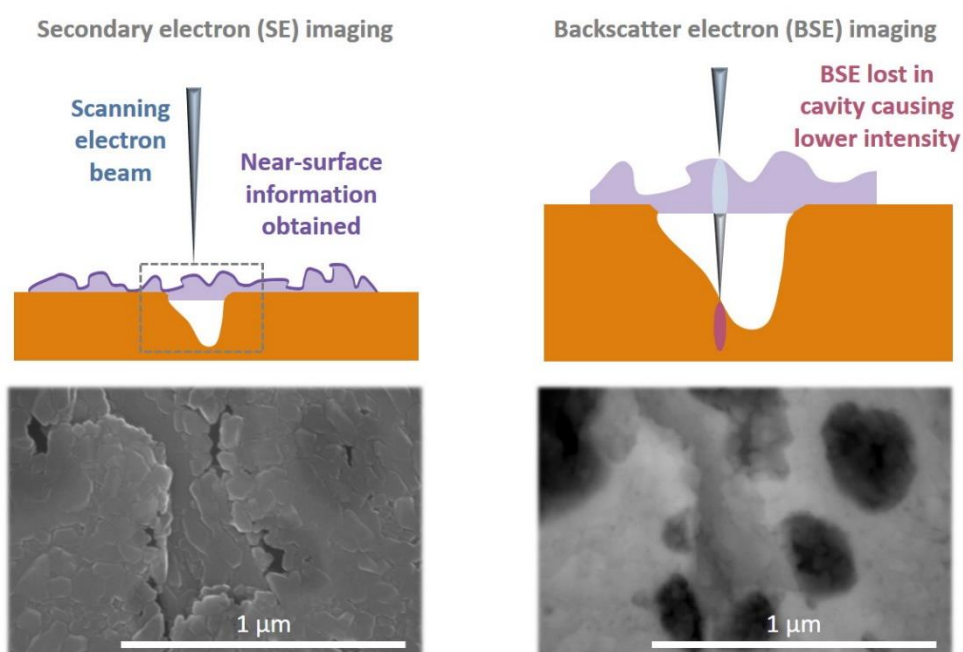 Secondary electron (SE) imaging
Scanning
electron
beam
Near-surface
information
obtained
1 µm
Backscatter electron (BSE) imaging
BSE lost in
cavity causing
lower intensity
1 µm